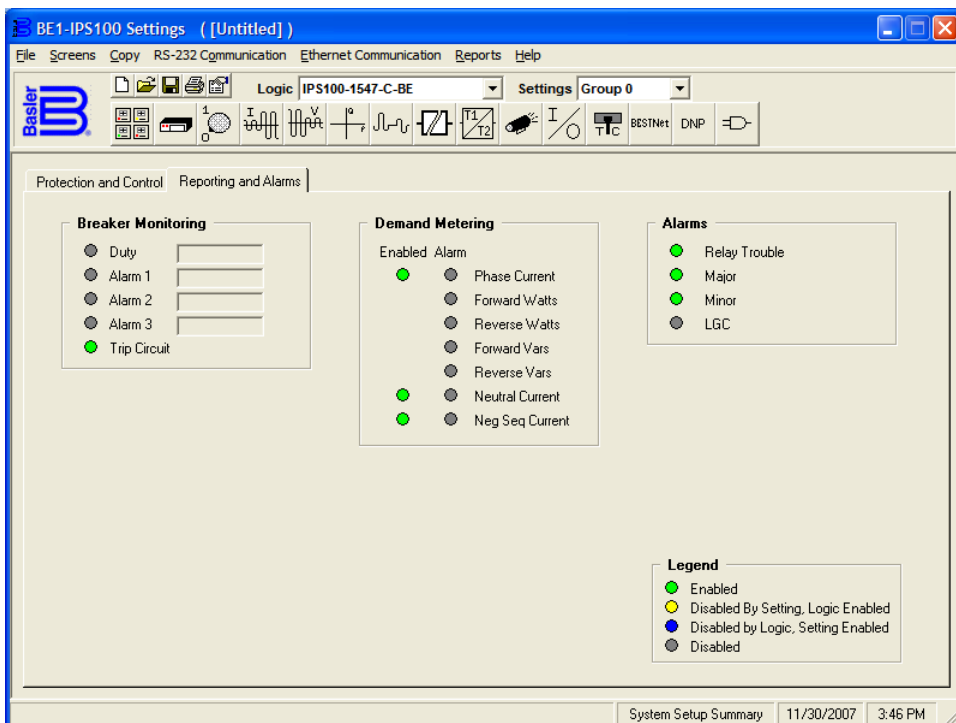 BE1-IPS100 Settings ( [Untitled] )
File Screens Copy RS-232 Communication Ethernet Communication Reports Help
Basler
Logic IPS100-1547-C-BE Settings Group 0
1 O I V I Q r T1 T2 I O T C BESTNet DNP
Protection and Control Reporting and Alarms
Breaker Monitoring
Duty
Alarm 1
Alarm 2
Alarm 3
Trip Circuit
Demand Metering
Enabled Alarm
Phase Current
Forward Watts
Reverse Watts
Forward Vars
Reverse Vars
Neutral Current
Neg Seq Current
Alarms
Relay Trouble
Major
Minor
LGC
Legend
Enabled
Disabled By Setting, Logic Enabled
Disabled by Logic, Setting Enabled
Disabled
System Setup Summary 11/30/2007 3:46 PM